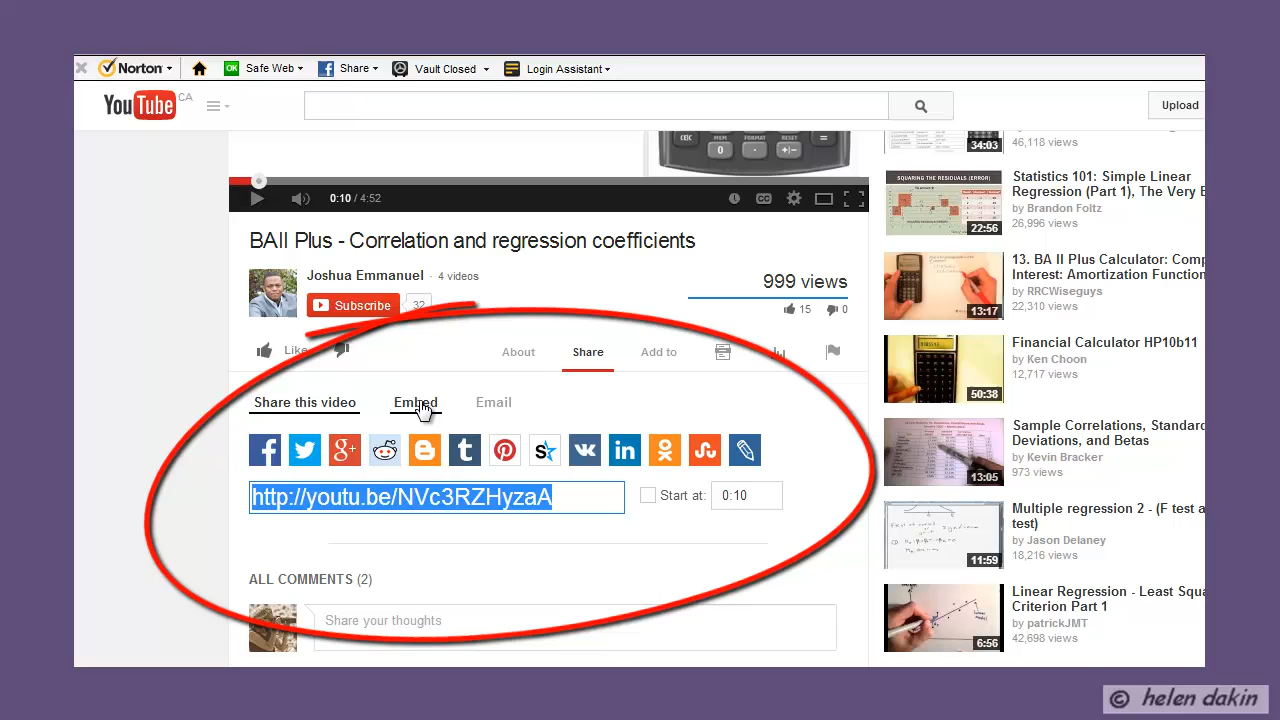 Norton
Safe Web
Share
Vault Closed
Login Assistant
YouTube CA
Upload
0:10 / 4:52
CC
BAII Plus - Correlation and regression coefficients
Joshua Emmanuel - 4 videos
Subscribe 32
999 views
15 0
Like
About
Share
Add to
Share this video
Embed
Email
http://youtu.be/NVc3RZHyzaA
Start at: 0:10
ALL COMMENTS (2)
Share your thoughts
34:03
46,118 views
SQUARING THE RESIDUALS (ERROR)
22:56
Statistics 101: Simple Linear
Regression (Part 1), The Very B
by Brandon Foltz
26,996 views
13:17
13. BA II Plus Calculator: Comp
Interest: Amortization Function
by RRCWiseguys
22,310 views
50:38
Financial Calculator HP10b11
by Ken Choon
12,717 views
13:05
Sample Correlations, Standard
Deviations, and Betas
by Kevin Bracker
973 views
11:59
Multiple regression 2 - (F test a
test)
by Jason Delaney
18,216 views
6:56
Linear Regression - Least Squa
Criterion Part 1
by patrickJMT
42,698 views
© helen dakin